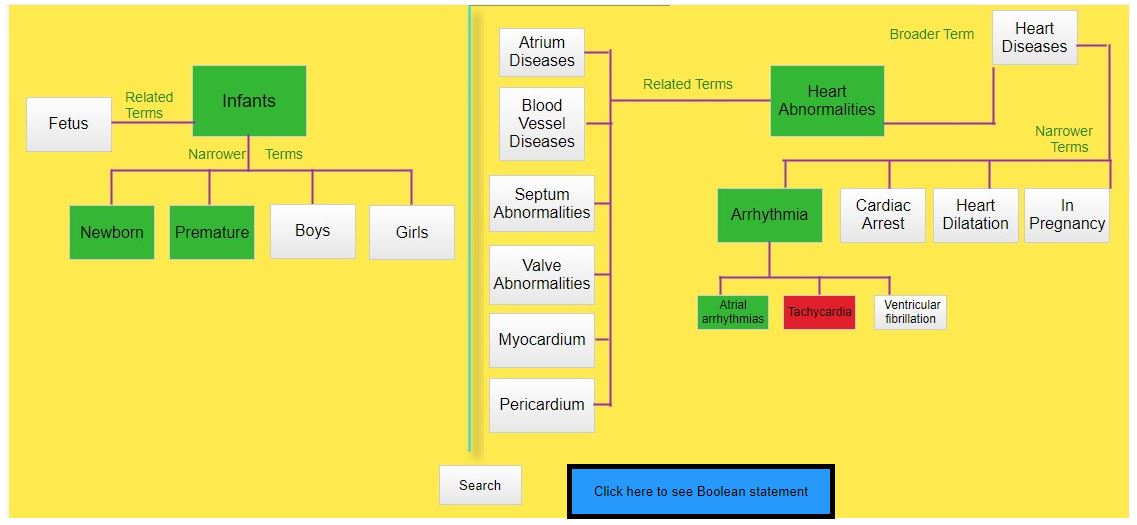 Fetus
Related
Terms
Infants
Narrower Terms
Newborn
Premature
Boys
Girls
Atrium
Diseases
Blood
Vessel
Diseases
Septum
Abnormalities
Valve
Abnormalities
Myocardium
Pericardium
Related Terms
Heart
Abnormalities
Broader Term
Heart
Diseases
Narrower
Terms
Arrhythmia
Cardiac
Arrest
Heart
Dilatation
In
Pregnancy
Atrial
arrhythmias
Tachycardia
Ventricular
fibrillation
Search
Click here to see Boolean statement